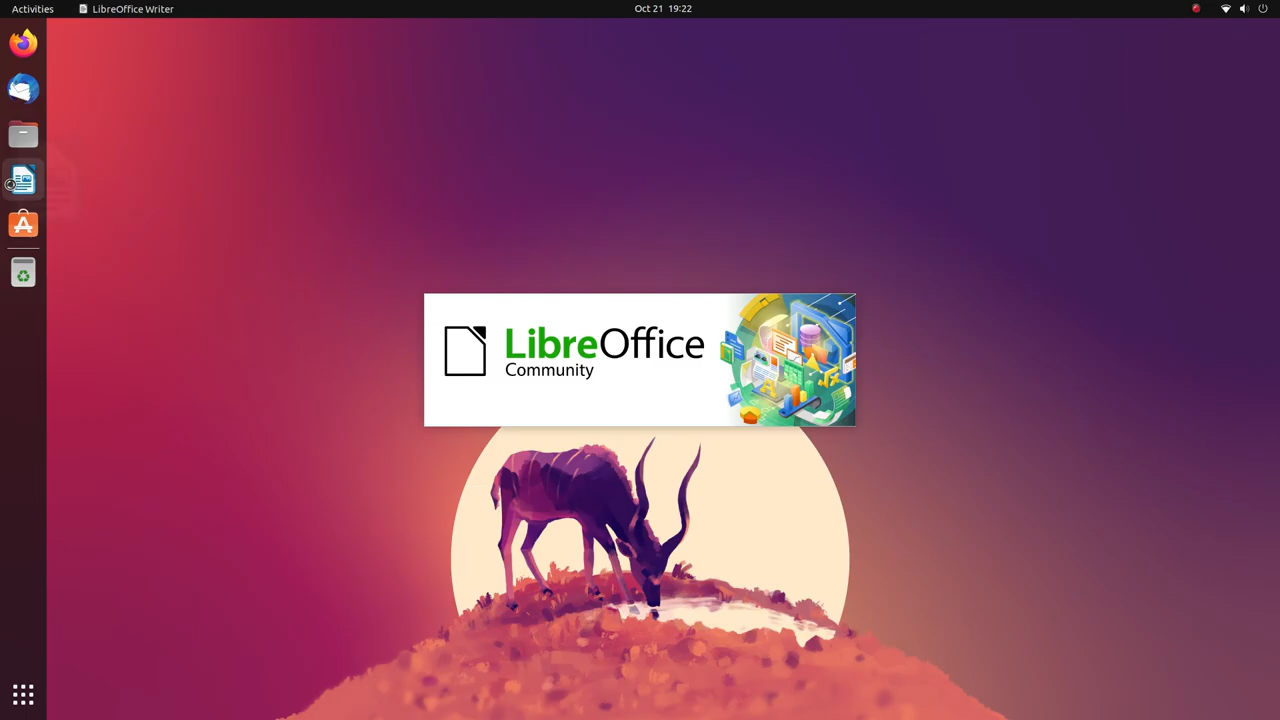 Activities
LibreOffice Writer
Oct 21 19:22
LibreOffice
Community